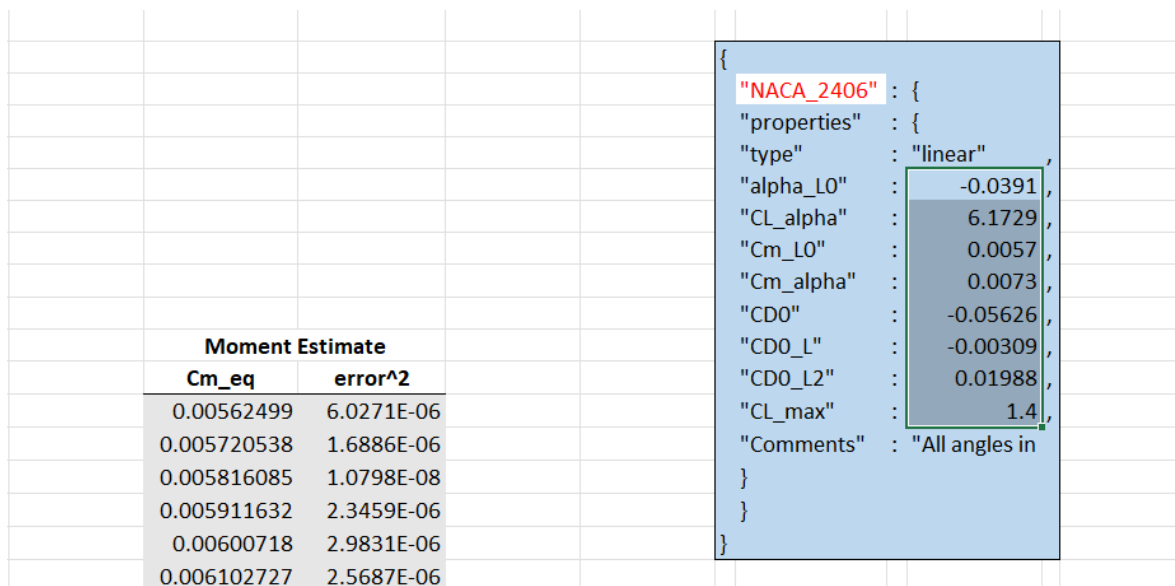 {
"NACA_2406" : {
"properties" : {
"type" : "linear" ,
"alpha_L0" : -0.0391 ,
"CL_alpha" : 6.1729 ,
"Cm_L0" : 0.0057 ,
"Cm_alpha" : 0.0073 ,
"CD0" : -0.05626 ,
"CD0_L" : -0.00309 ,
"CD0_L2" : 0.01988 ,
"CL_max" : 1.4 ,
"Comments" : "All angles in
}
}
}
Moment Estimate
Cm_eq error^2
0.00562499 6.0271E-06
0.005720538 1.6886E-06
0.005816085 1.0798E-08
0.005911632 2.3459E-06
0.00600718 2.9831E-06
0.006102727 2.5687E-06